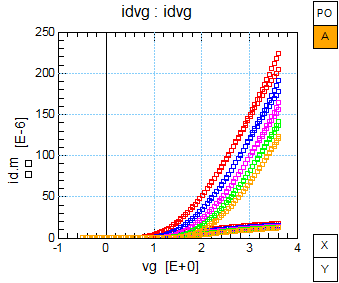 idvg : idvg
PO
A
250
200
150
100
50
0
id.m [E-6]
-1 0 1 2 3 4
vg [E+0]
X
Y